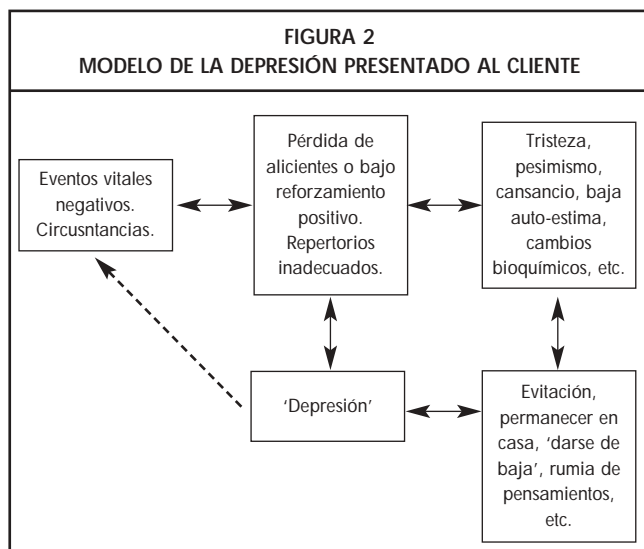 FIGURA 2
MODELO DE LA DEPRESIÓN PRESENTADO AL CLIENTE
Eventos vitales
negativos.
Circusntancias.
Pérdida de
alicientes o bajo
reforzamiento
positivo.
Repertorios
inadecuados.
Tristeza,
pesimismo,
cansancio, baja
auto-estima,
cambios
bioquímicos, etc.
'Depresión'
Evitación,
permanecer en
casa, 'darse de
baja', rumia de
pensamientos,
etc.